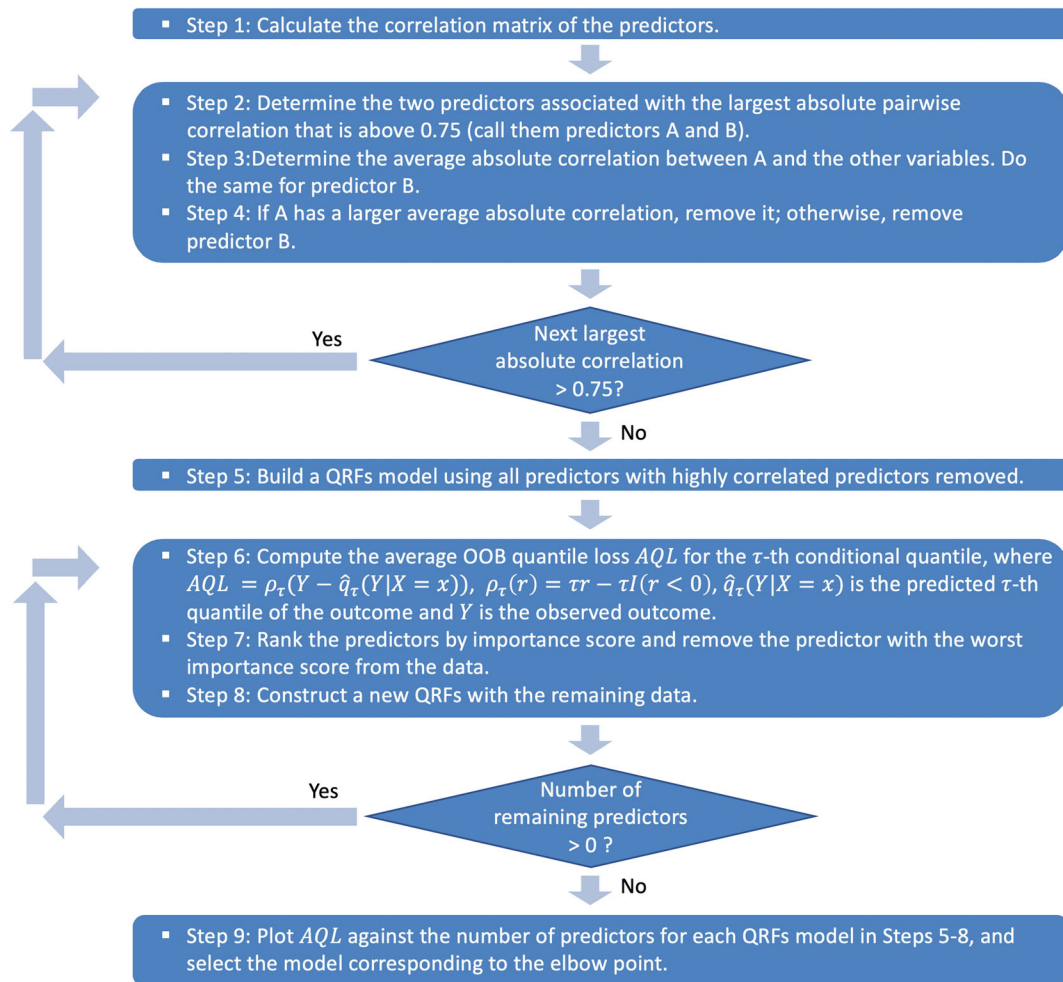 ▪ Step 1: Calculate the correlation matrix of the predictors.
▪ Step 2: Determine the two predictors associated with the largest absolute pairwise
correlation that is above 0.75 (call them predictors A and B).
▪ Step 3:Determine the average absolute correlation between A and the other variables. Do
the same for predictor B.
▪ Step 4: If A has a larger average absolute correlation, remove it; otherwise, remove
predictor B.
Yes
Next largest
absolute correlation
> 0.75?
No
▪ Step 5: Build a QRFs model using all predictors with highly correlated predictors removed.
▪ Step 6: Compute the average OOB quantile loss 𝐴𝑄𝐿 for the 𝜏-th conditional quantile, where
𝐴𝑄𝐿 = 𝜌_𝜏(𝑌 − 𝑞̂_𝜏(𝑌|𝑋 = 𝑥)), 𝜌_𝜏(𝑟) = 𝜏𝑟 − 𝜏𝐼(𝑟 < 0), 𝑞̂_𝜏(𝑌|𝑋 = 𝑥) is the predicted 𝜏-th
quantile of the outcome and 𝑌 is the observed outcome.
▪ Step 7: Rank the predictors by importance score and remove the predictor with the worst
importance score from the data.
▪ Step 8: Construct a new QRFs with the remaining data.
Yes
Number of
remaining predictors
> 0 ?
No
▪ Step 9: Plot 𝐴𝑄𝐿 against the number of predictors for each QRFs model in Steps 5-8, and
select the model corresponding to the elbow point.